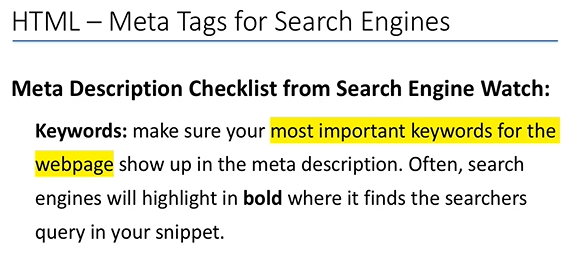 HTML – Meta Tags for Search Engines
Meta Description Checklist from Search Engine Watch:
Keywords: make sure your most important keywords for the
webpage show up in the meta description. Often, search
engines will highlight in bold where it finds the searchers
query in your snippet.